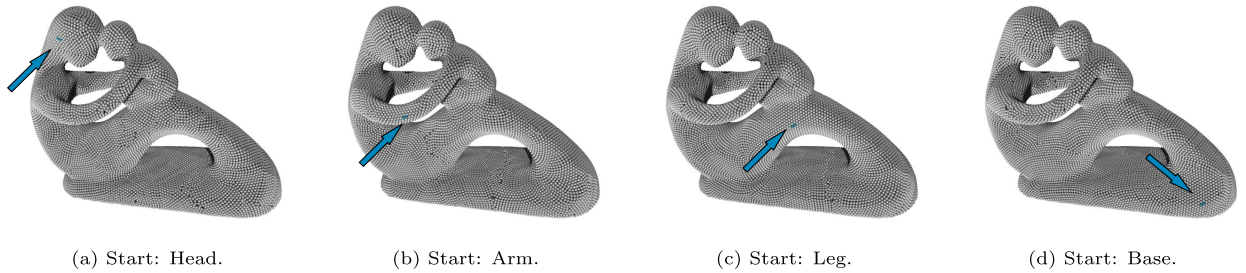 (a) Start: Head.
(b) Start: Arm.
(c) Start: Leg.
(d) Start: Base.